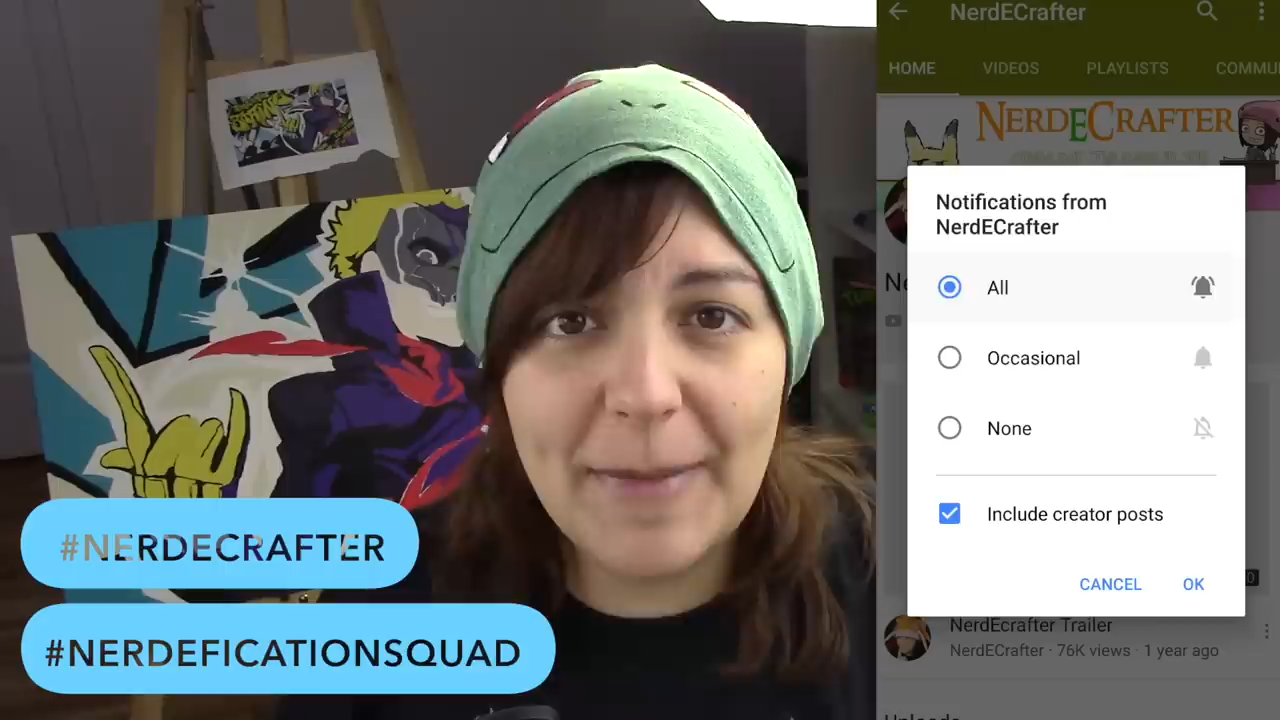 NerdECrafter
HOME VIDEOS PLAYLISTS COMMU
NERDECRAFTER
Notifications from
NerdECrafter
All
Occasional
None
Include creator posts
CANCEL OK
NerdEcrafter Trailer
NerdECrafter · 76K views · 1 year ago
#NERDECRAFTER
#NERDEFICATIONSQUAD